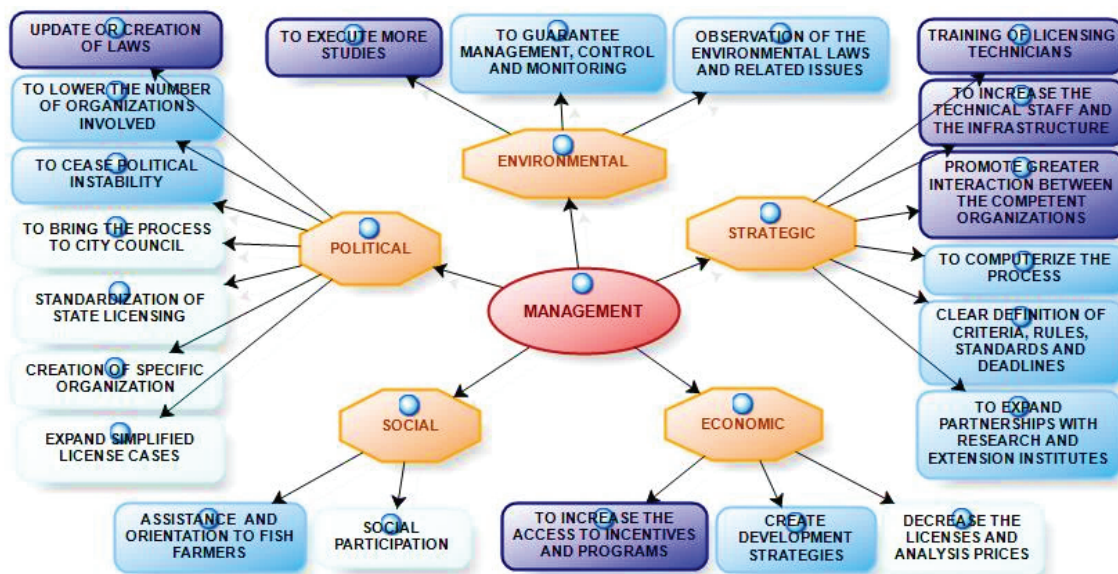 UPDATE OR CREATION
OF LAWS
TO LOWER THE NUMBER
OF ORGANIZATIONS
INVOLVED
TO CEASE POLITICAL
INSTABILITY
TO BRING THE PROCESS
TO CITY COUNCIL
STANDARDIZATION OF
STATE LICENSING
CREATION OF SPECIFIC
ORGANIZATION
EXPAND SIMPLIFIED
LICENSE CASES
POLITICAL
TO EXECUTE MORE
STUDIES
TO GUARANTEE
MANAGEMENT, CONTROL
AND MONITORING
OBSERVATION OF THE
ENVIRONMENTAL LAWS
AND RELATED ISSUES
ENVIRONMENTAL
MANAGEMENT
STRATEGIC
TRAINING OF LICENSING
TECHNICIANS
TO INCREASE THE
TECHNICAL STAFF AND
THE INFRASTRUCTURE
PROMOTE GREATER
INTERACTION BETWEEN
THE COMPETENT
ORGANIZATIONS
TO COMPUTERIZE THE
PROCESS
CLEAR DEFINITION OF
CRITERIA, RULES,
STANDARDS AND
DEADLINES
TO EXPAND
PARTNERSHIPS WITH
RESEARCH AND
EXTENSION INSTITUTES
SOCIAL
ASSISTANCE AND
ORIENTATION TO FISH
FARMERS
SOCIAL
PARTICIPATION
ECONOMIC
TO INCREASE THE
ACCESS TO INCENTIVES
AND PROGRAMS
CREATE
DEVELOPMENT
STRATEGIES
DECREASE THE
LICENSES AND
ANALYSIS PRICES